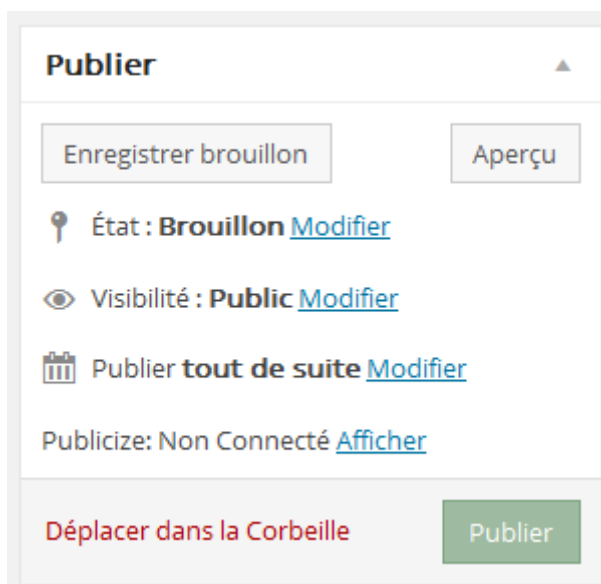 Publier
Enregistrer brouillon Aperçu
État : Brouillon Modifier
Visibilité : Public Modifier
Publier tout de suite Modifier
Publicize: Non Connecté Afficher
Déplacer dans la Corbeille Publier